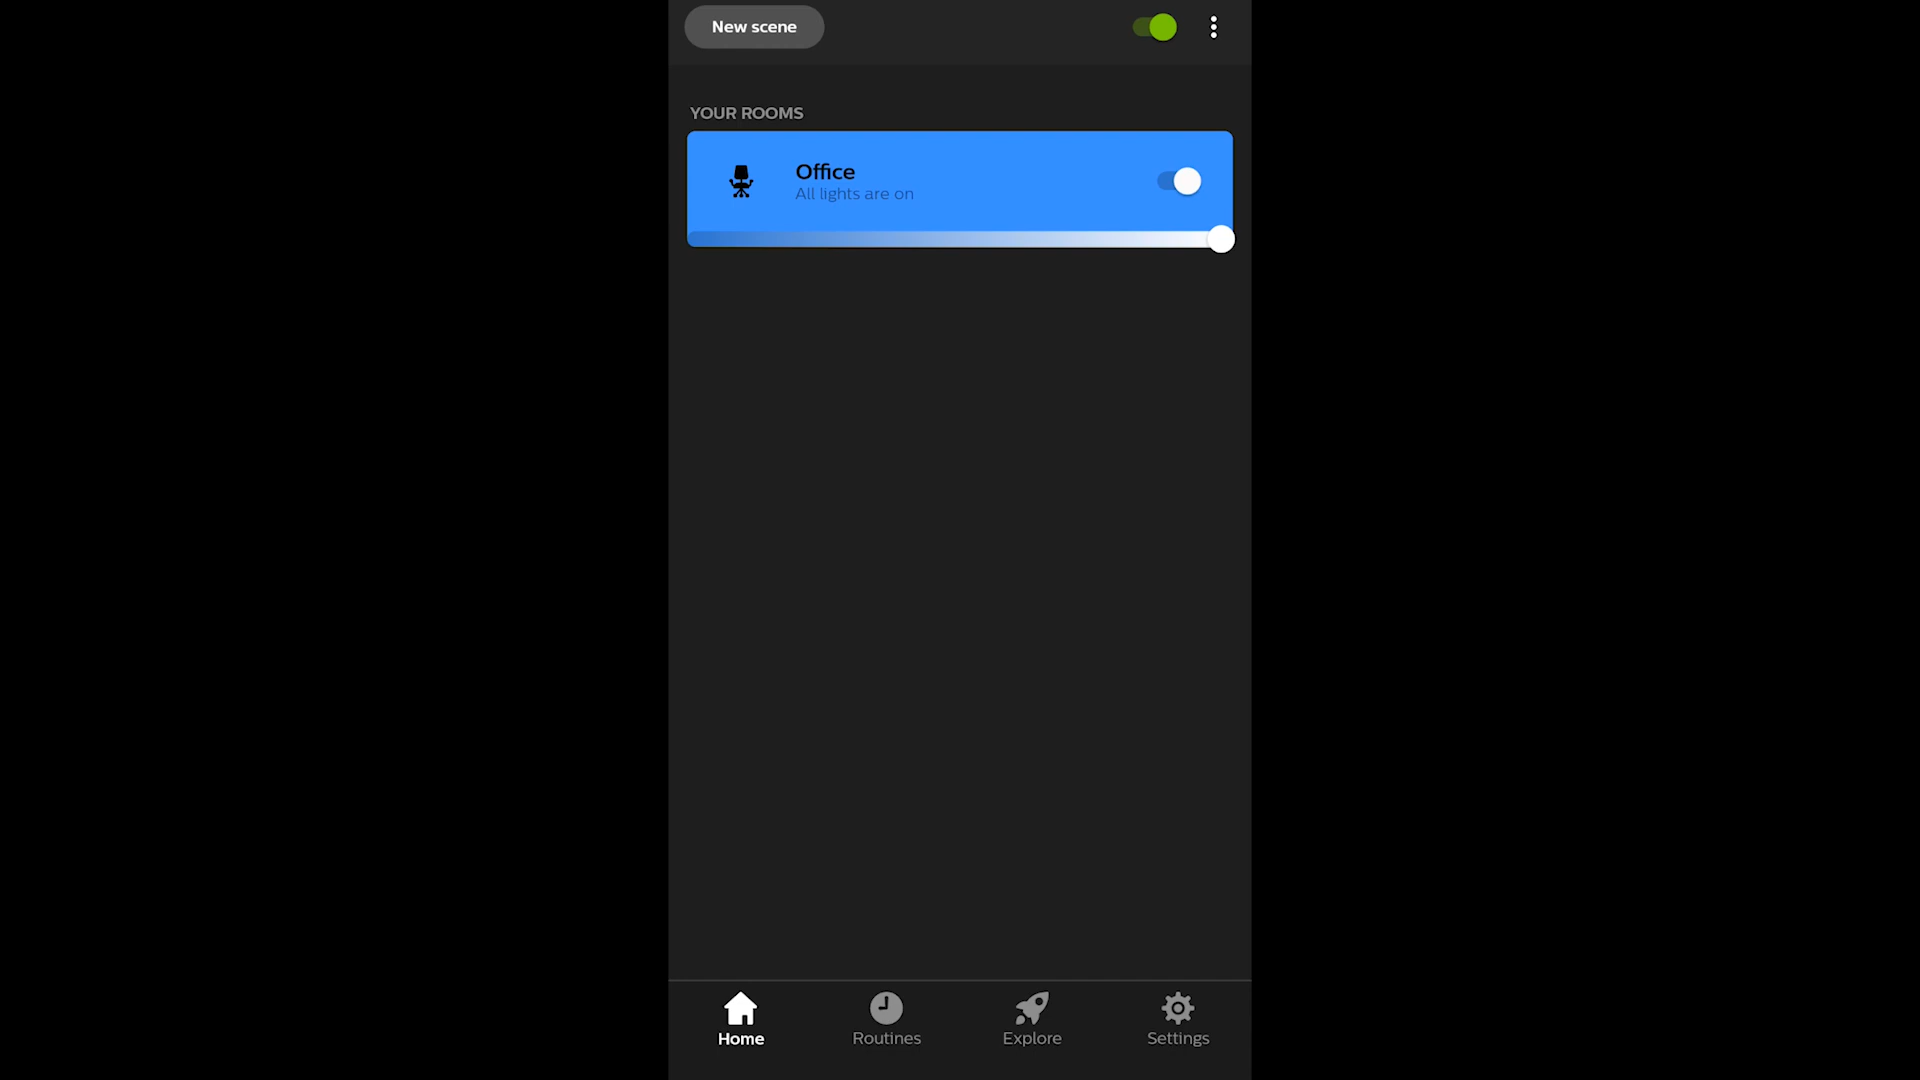 New scene
YOUR ROOMS
Office
All lights are on
Home
Routines
Explore
Settings